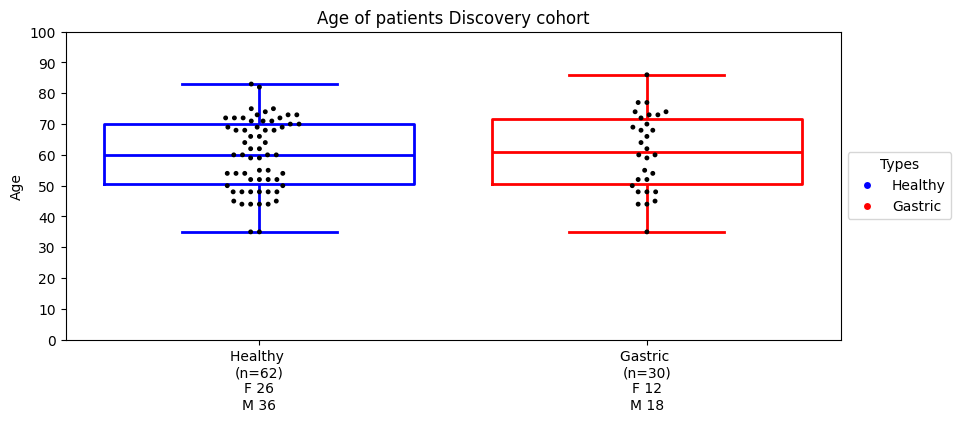 Age of patients Discovery cohort
100
90
80
70
60
50
40
30
20
10
0
Age
Healthy
(n=62)
F 26
M 36
Gastric
(n=30)
F 12
M 18
Types
Healthy
Gastric